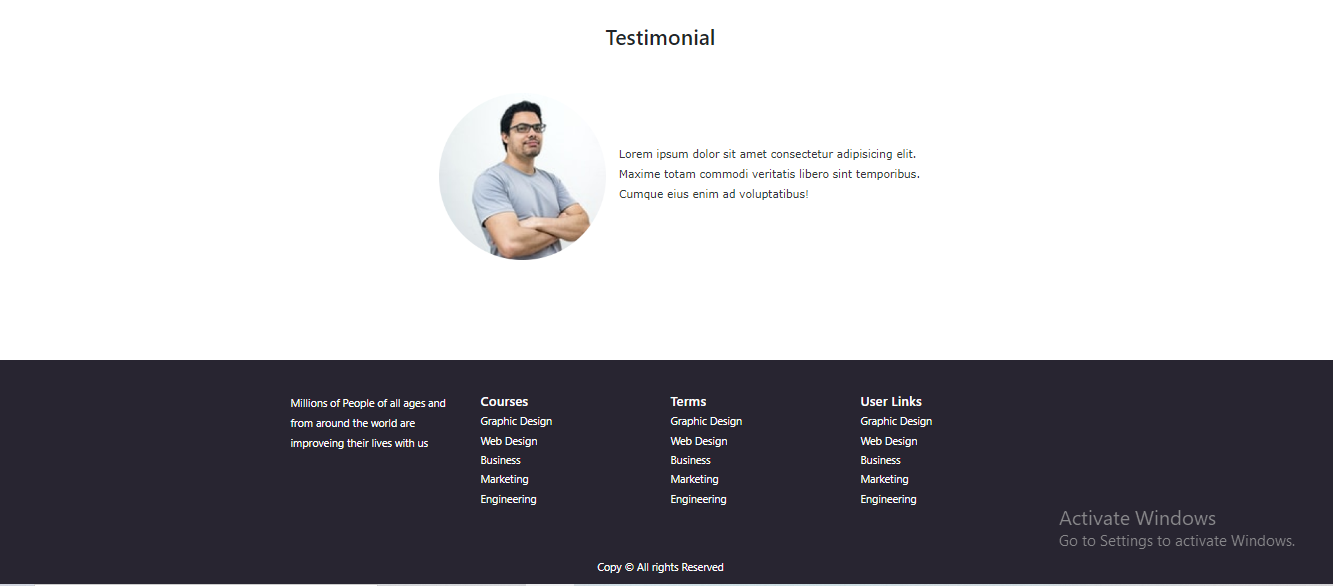 Testimonial
Lorem ipsum dolor sit amet consectetur adipisicing elit.
Maxime totam commodi veritatis libero sint temporibus.
Cumque eius enim ad voluptatibus!
Millions of People of all ages and
from around the world are
improveing their lives with us
Courses
Graphic Design
Web Design
Business
Marketing
Engineering
Terms
Graphic Design
Web Design
Business
Marketing
Engineering
User Links
Graphic Design
Web Design
Business
Marketing
Engineering
Activate Windows
Go to Settings to activate Windows.
Copy © All rights Reserved